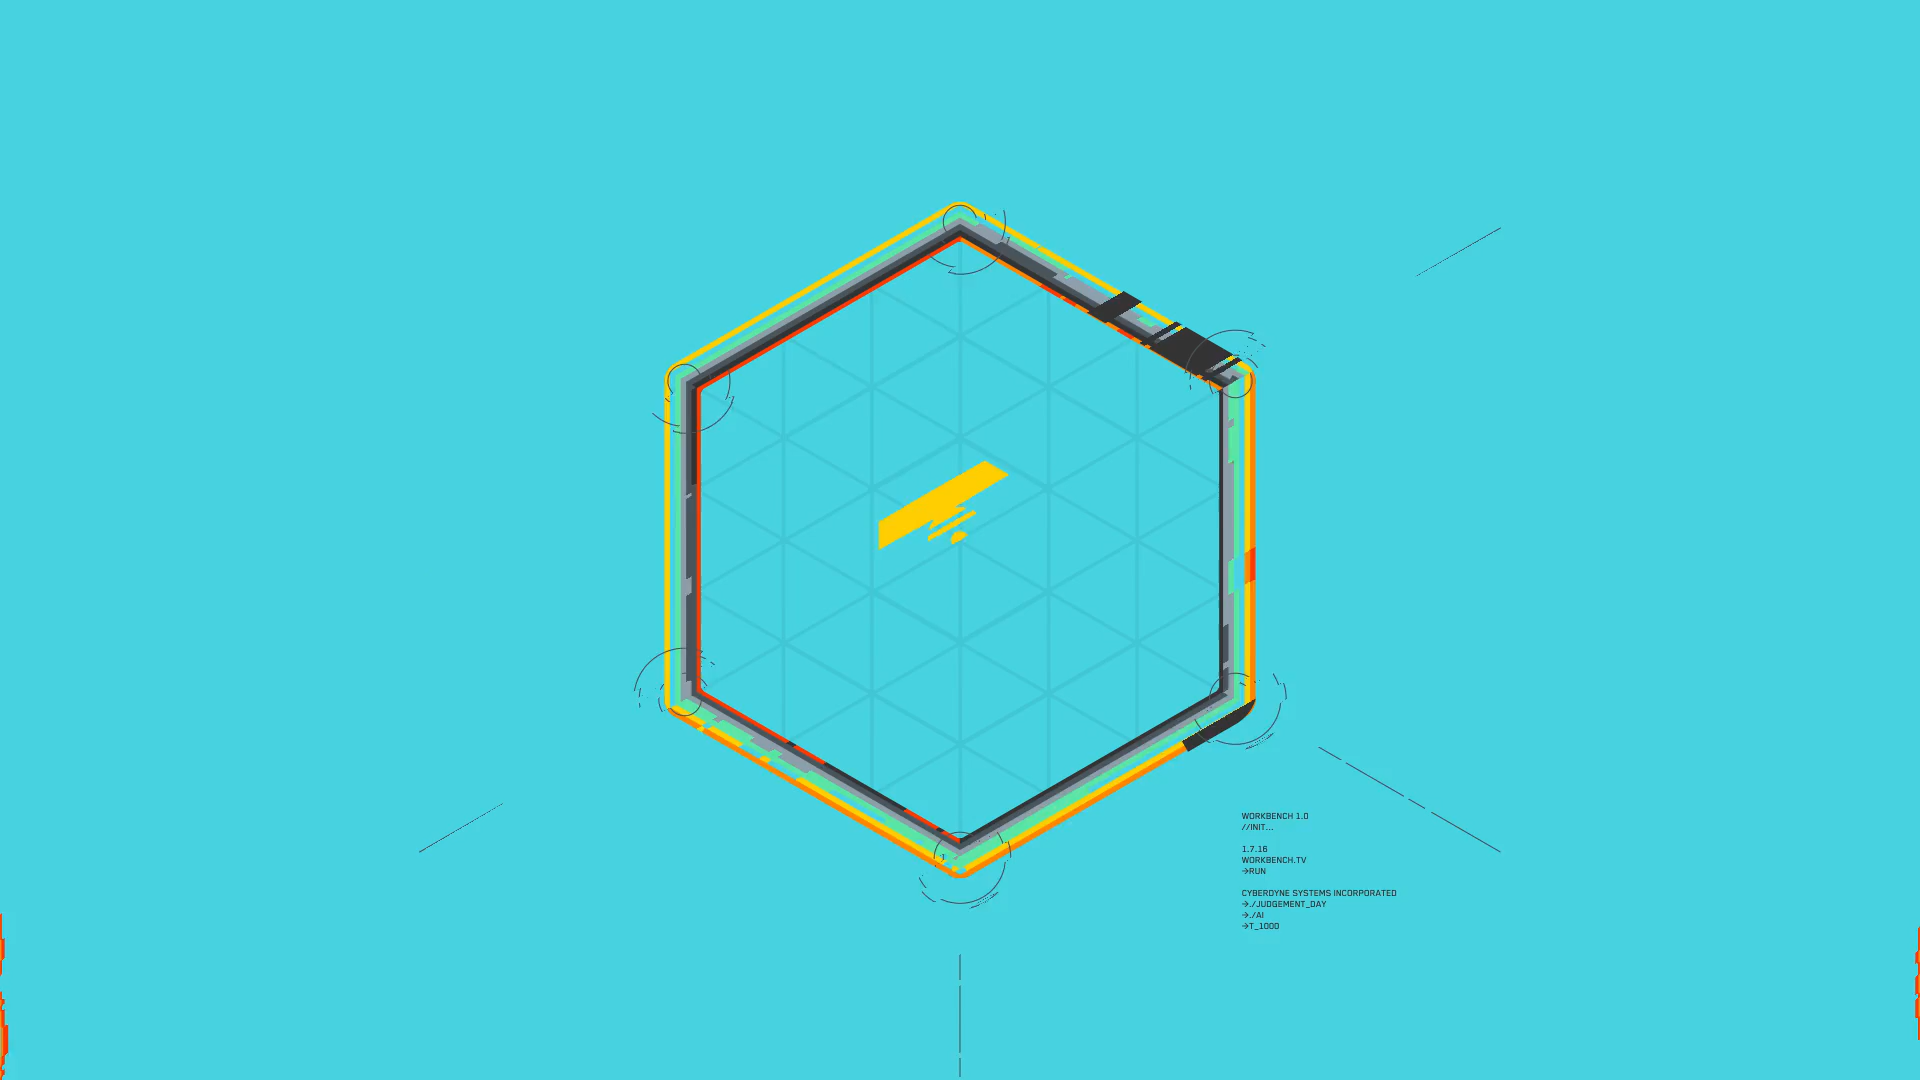 WORKBENCH 1.0
//INIT...
1.7.16
WORKBENCH.TV
→RUN
CYBERDYNE SYSTEMS INCORPORATED
→./JUDGEMENT_DAY
→./AI
→T_1000